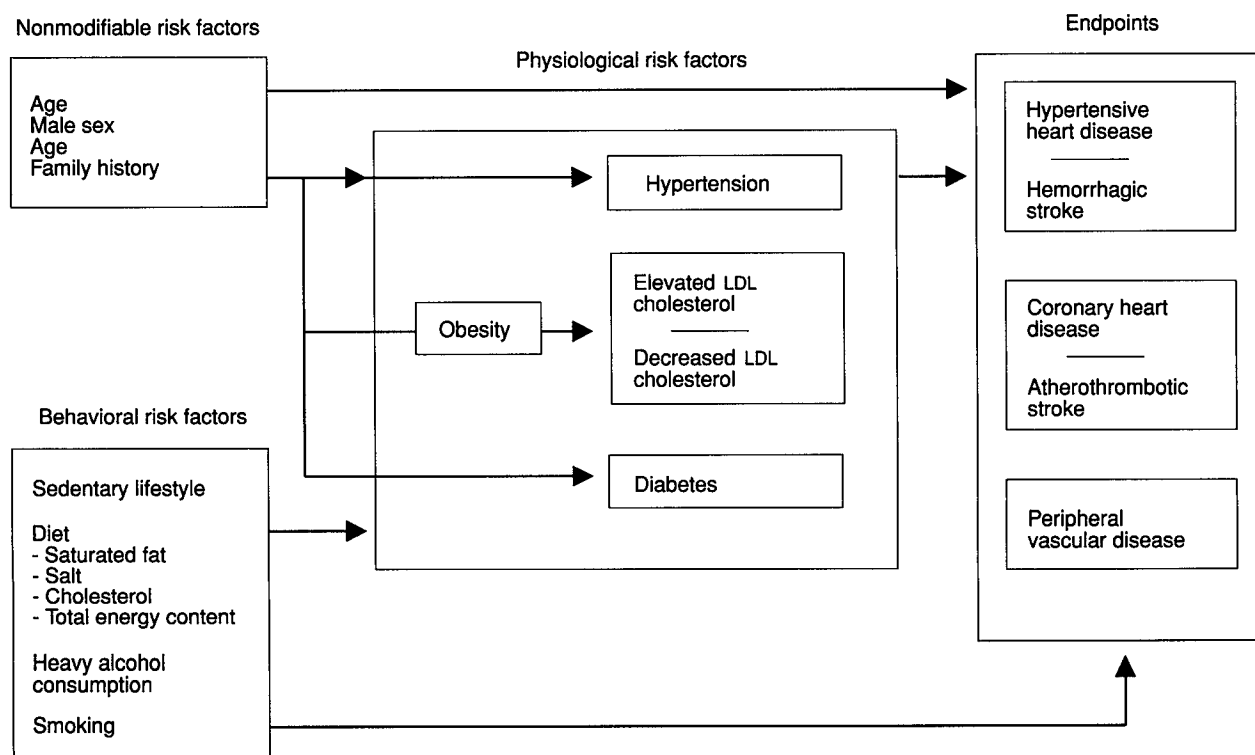 Nonmodifiable risk factors
Age
Male sex
Age
Family history
Physiological risk factors
Hypertension
Obesity
Elevated LDL
cholesterol
Decreased LDL
cholesterol
Diabetes
Behavioral risk factors
Sedentary lifestyle
Diet
- Saturated fat
- Salt
- Cholesterol
- Total energy content
Heavy alcohol
consumption
Smoking
Endpoints
Hypertensive
heart disease
Hemorrhagic
stroke
Coronary heart
disease
Atherothrombotic
stroke
Peripheral
vascular disease